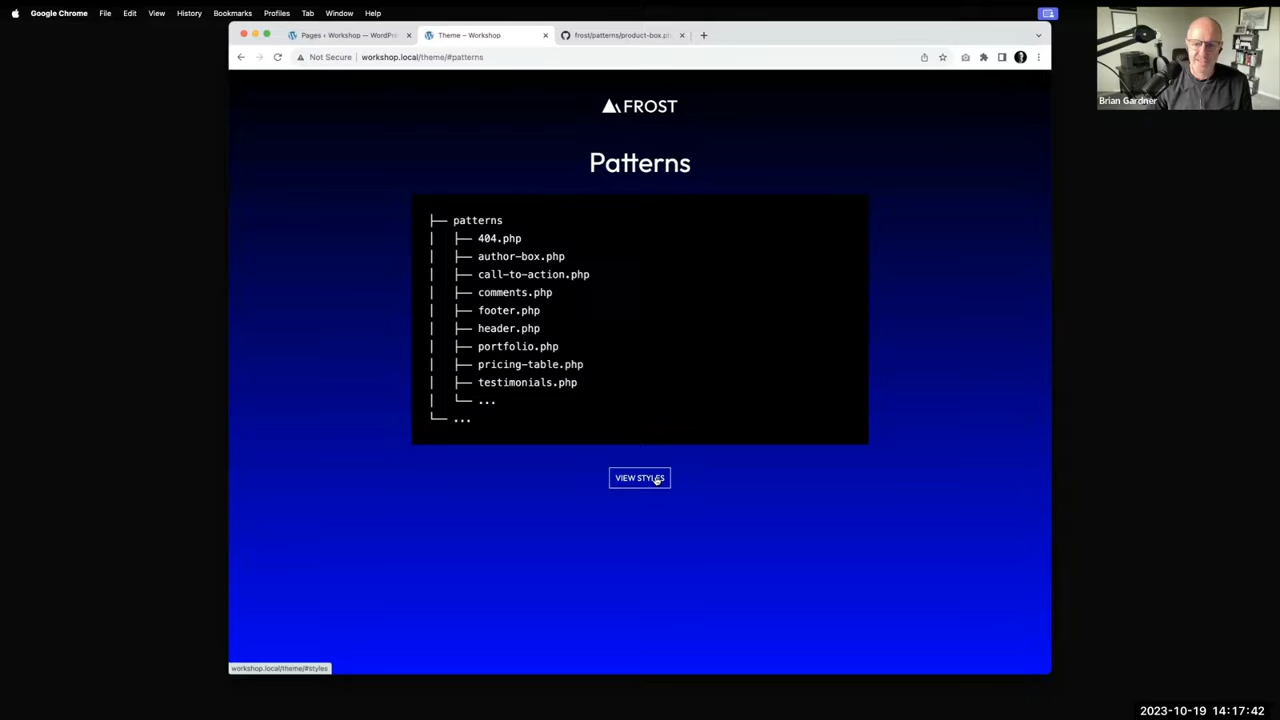 Google Chrome File Edit View History Bookmarks Profiles Tab Window Help
Pages ‹ Workshop — WordPre
Theme – Workshop
frost/patterns/product-box.ph
Not Secure workshop.local/theme/#patterns
FROST
Patterns
├── patterns
│ ├── 404.php
│ ├── author-box.php
│ ├── call-to-action.php
│ ├── comments.php
│ ├── footer.php
│ ├── header.php
│ ├── portfolio.php
│ ├── pricing-table.php
│ ├── testimonials.php
│ └── ...
└── ...
VIEW STYLES
workshop.local/theme/#styles
Brian Gardner
2023-10-19 14:17:42